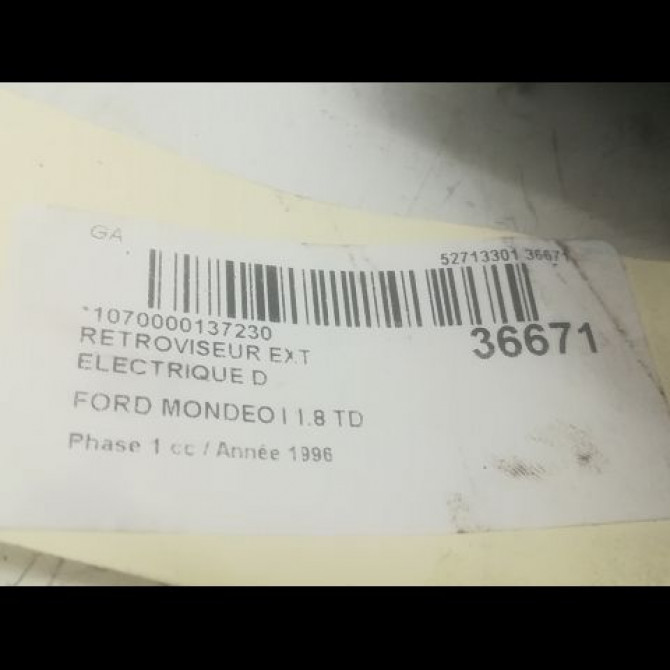 GA
52713301 36671
*1070000137230
36671
RETROVISEUR EXT
ELECTRIQUE D
FORD MONDEO I 1.8 TD
Phase 1 cc / Année 1996